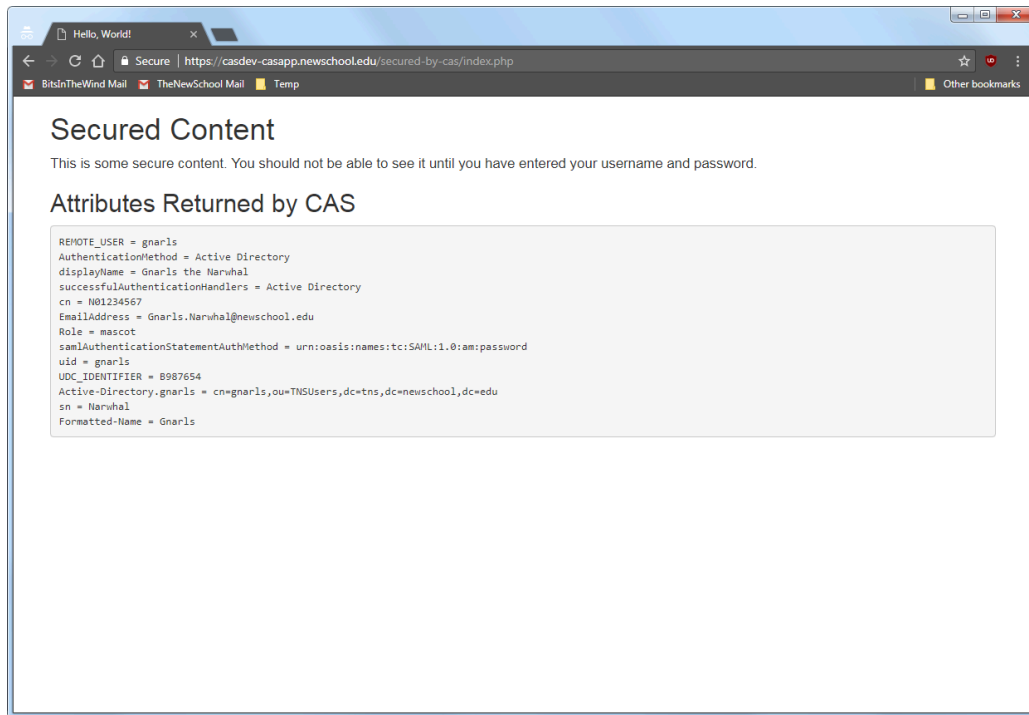 Hello, World!
Secure | https://casdev-casapp.newschool.edu/secured-by-cas/index.php
BitsInTheWind Mail TheNewSchool Mail Temp Other bookmarks
Secured Content
This is some secure content. You should not be able to see it until you have entered your username and password.
Attributes Returned by CAS
REMOTE_USER = gnarls
AuthenticationMethod = Active Directory
displayName = Gnarls the Narwhal
successfulAuthenticationHandlers = Active Directory
cn = N01234567
EmailAddress = Gnarls.Narwhal@newschool.edu
Role = mascot
samlAuthenticationStatementAuthMethod = urn:oasis:names:tc:SAML:1.0:am:password
uid = gnarls
UDC_IDENTIFIER = B987654
Active-Directory.gnarls = cn=gnarls,ou=TNSUsers,dc=tns,dc=newschool,dc=edu
sn = Narwhal
Formatted-Name = Gnarls